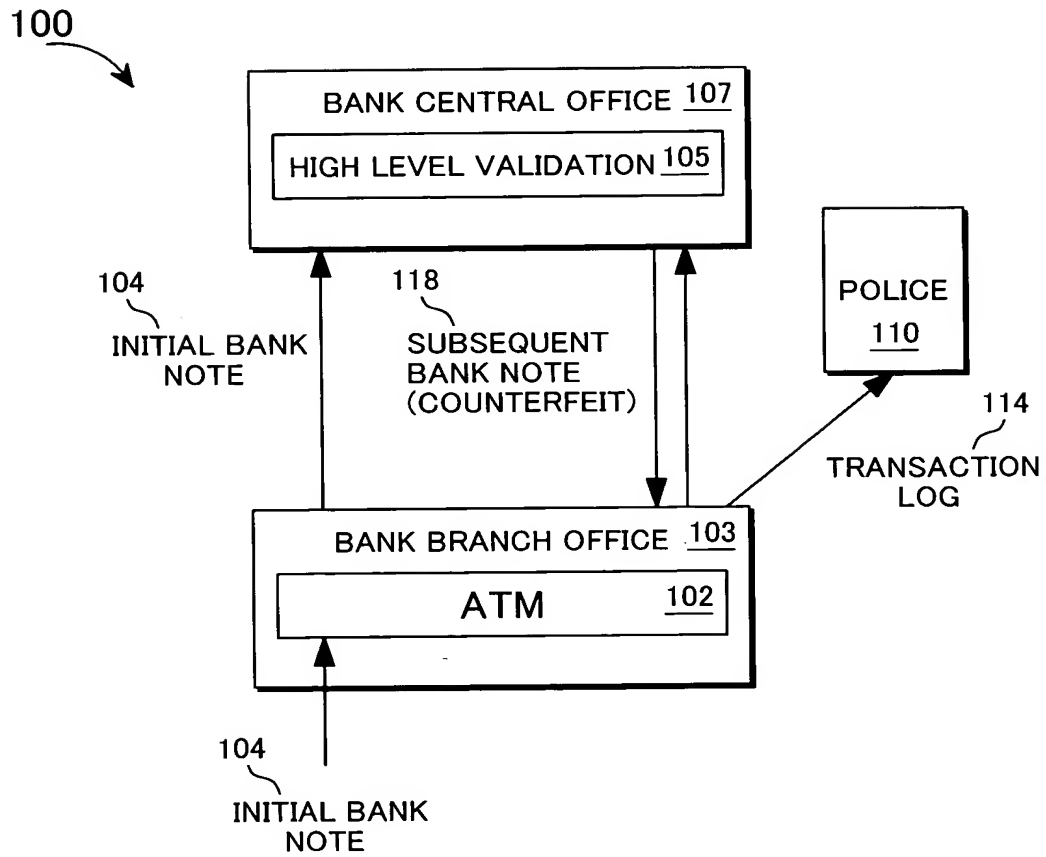 100
BANK CENTRAL OFFICE 107
HIGH LEVEL VALIDATION 105
104
INITIAL BANK
NOTE
118
SUBSEQUENT
BANK NOTE
(COUNTERFEIT)
POLICE
110
114
TRANSACTION
LOG
BANK BRANCH OFFICE 103
ATM 102
104
INITIAL BANK
NOTE